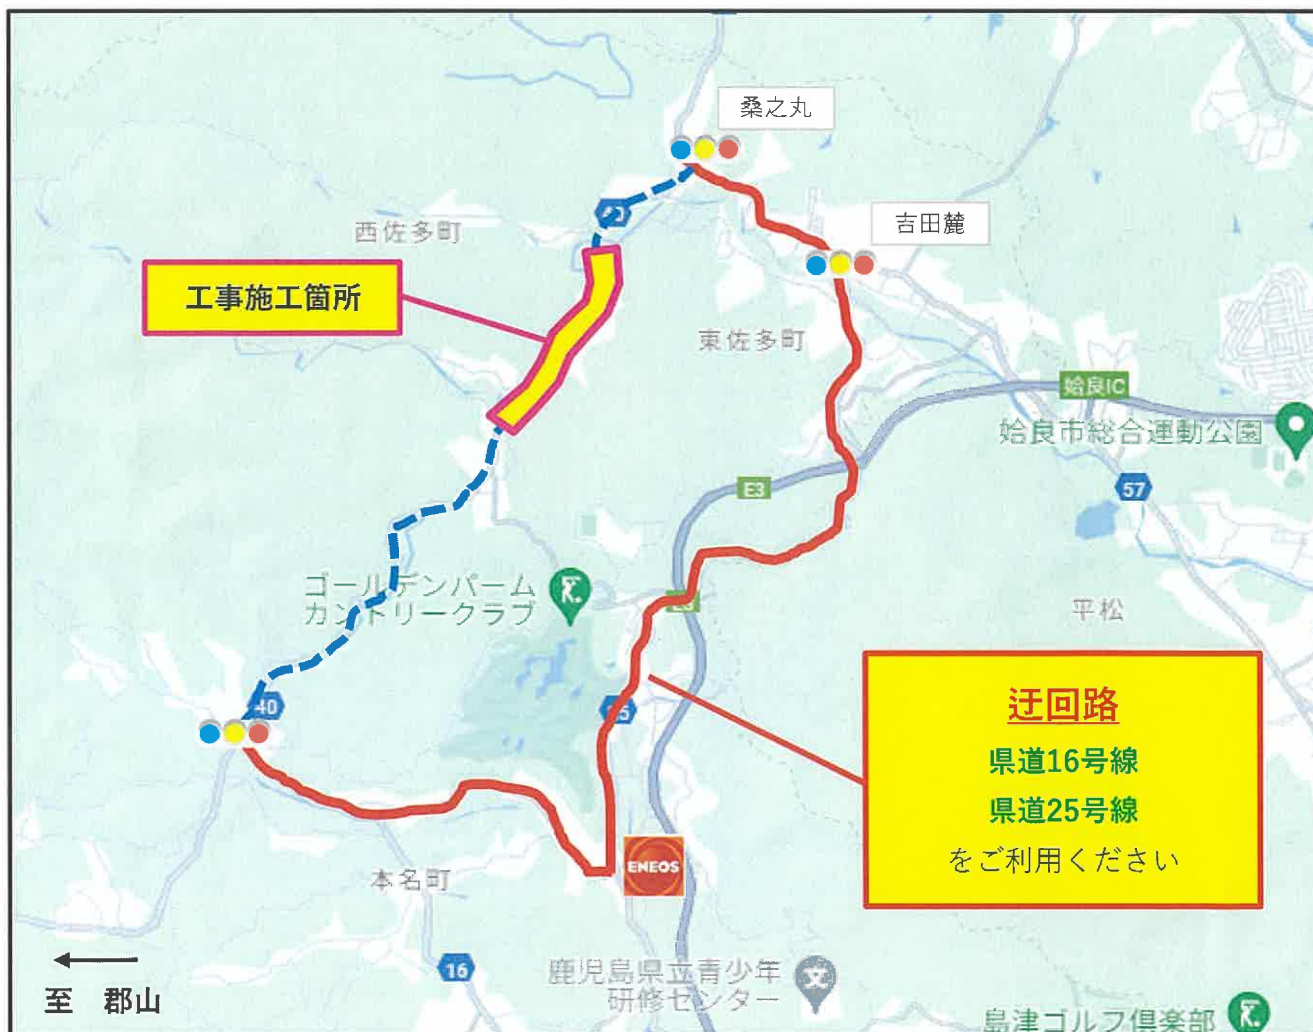 桑之丸
吉田麓
西佐多町
工事施工箇所
東佐多町
姶良IC
姶良市総合運動公園
E3
57
ゴールデンパーム
カントリークラブ
平松
迂回路
県道16号線
県道25号線
をご利用ください
40
ENEOS
本名町
16
鹿児島県立青少年
研修センター
文
至 郡山
島津ゴルフ倶楽部